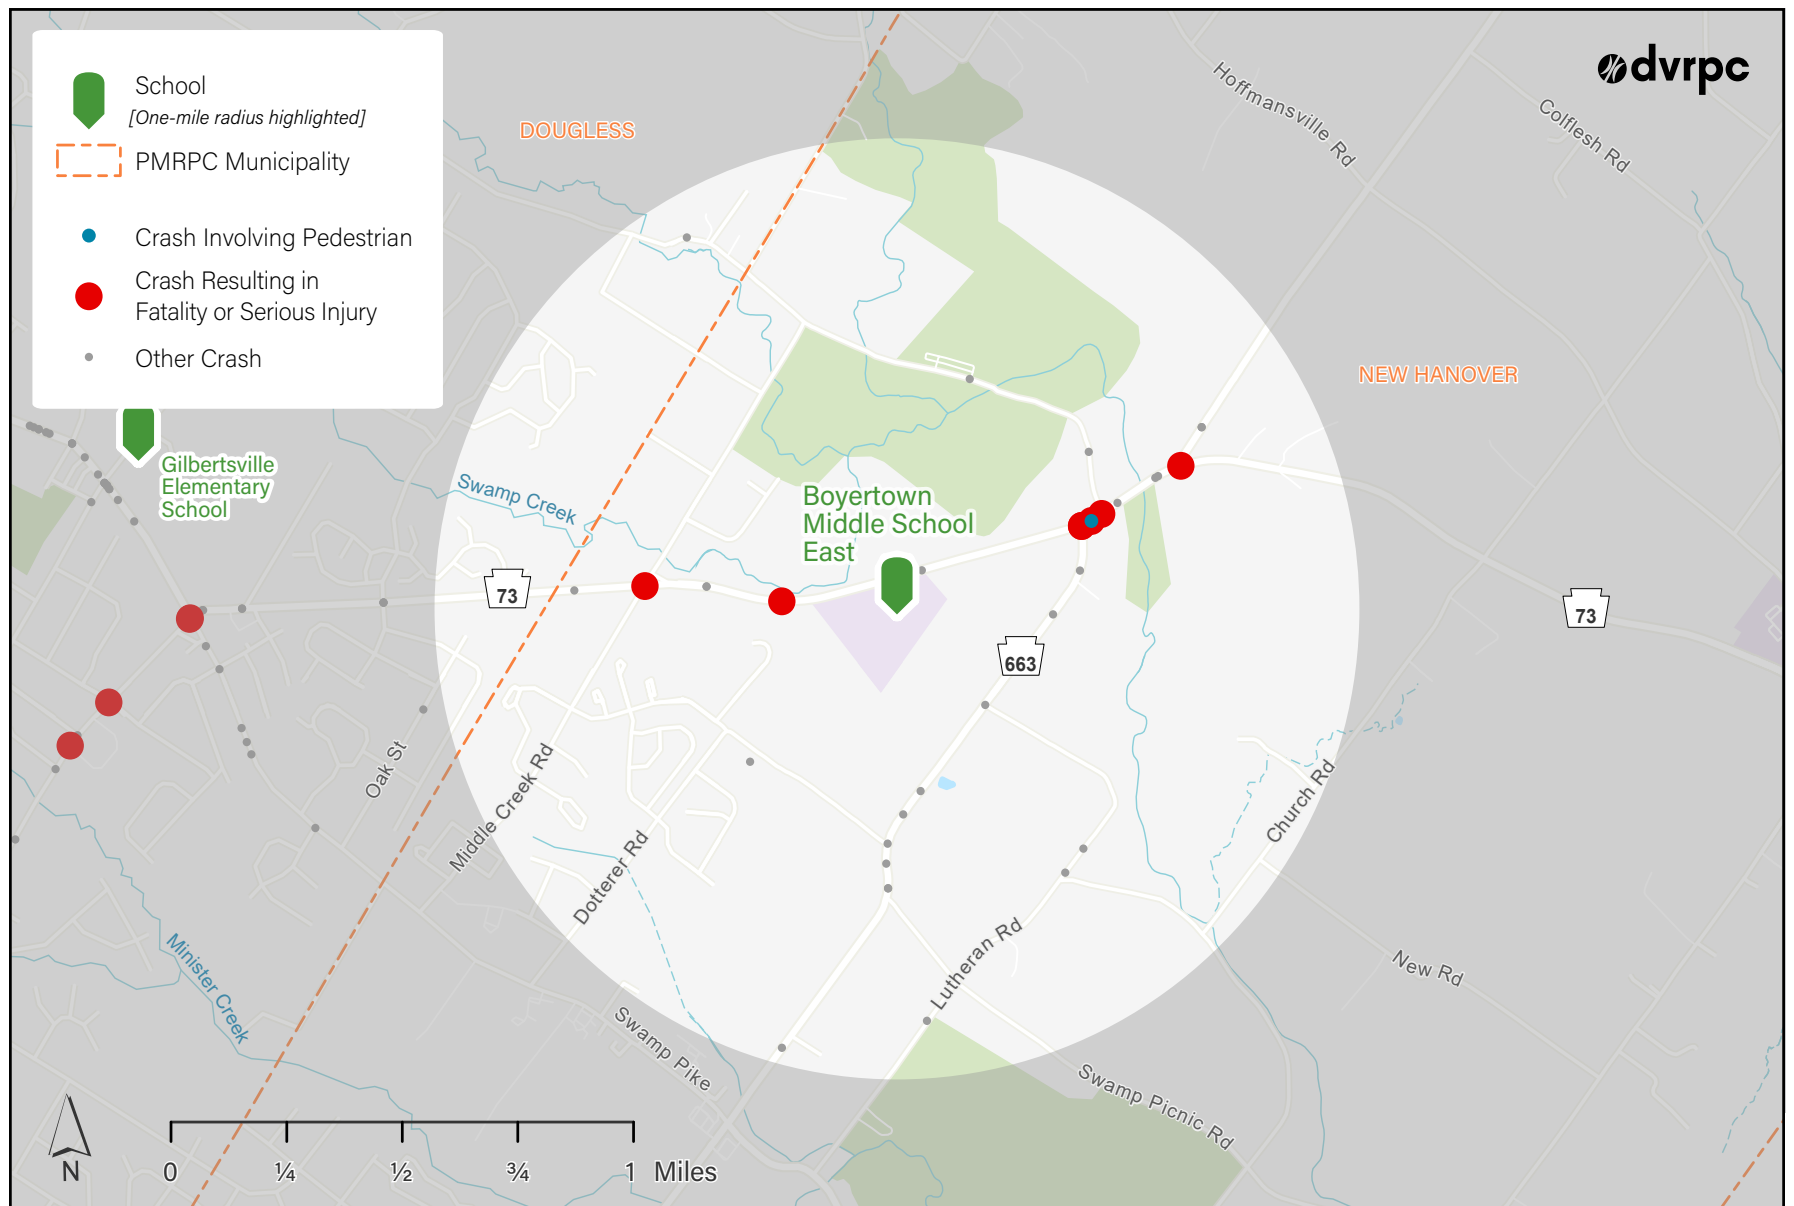 School
[One-mile radius highlighted]
PMRPC Municipality
Crash Involving Pedestrian
Crash Resulting in
Fatality or Serious Injury
Other Crash
dvrpc
DOUGLESS
Hoffmansville Rd
Colflesh Rd
NEW HANOVER
Gilbertsville
Elementary
School
Swamp Creek
Boyertown
Middle School
East
73
73
663
Oak St
Middle Creek Rd
Dotterer Rd
Church Rd
Lutheran Rd
New Rd
Minister Creek
Swamp Pike
Swamp Picnic Rd
N
0 ¼ ½ ¾ 1 Miles